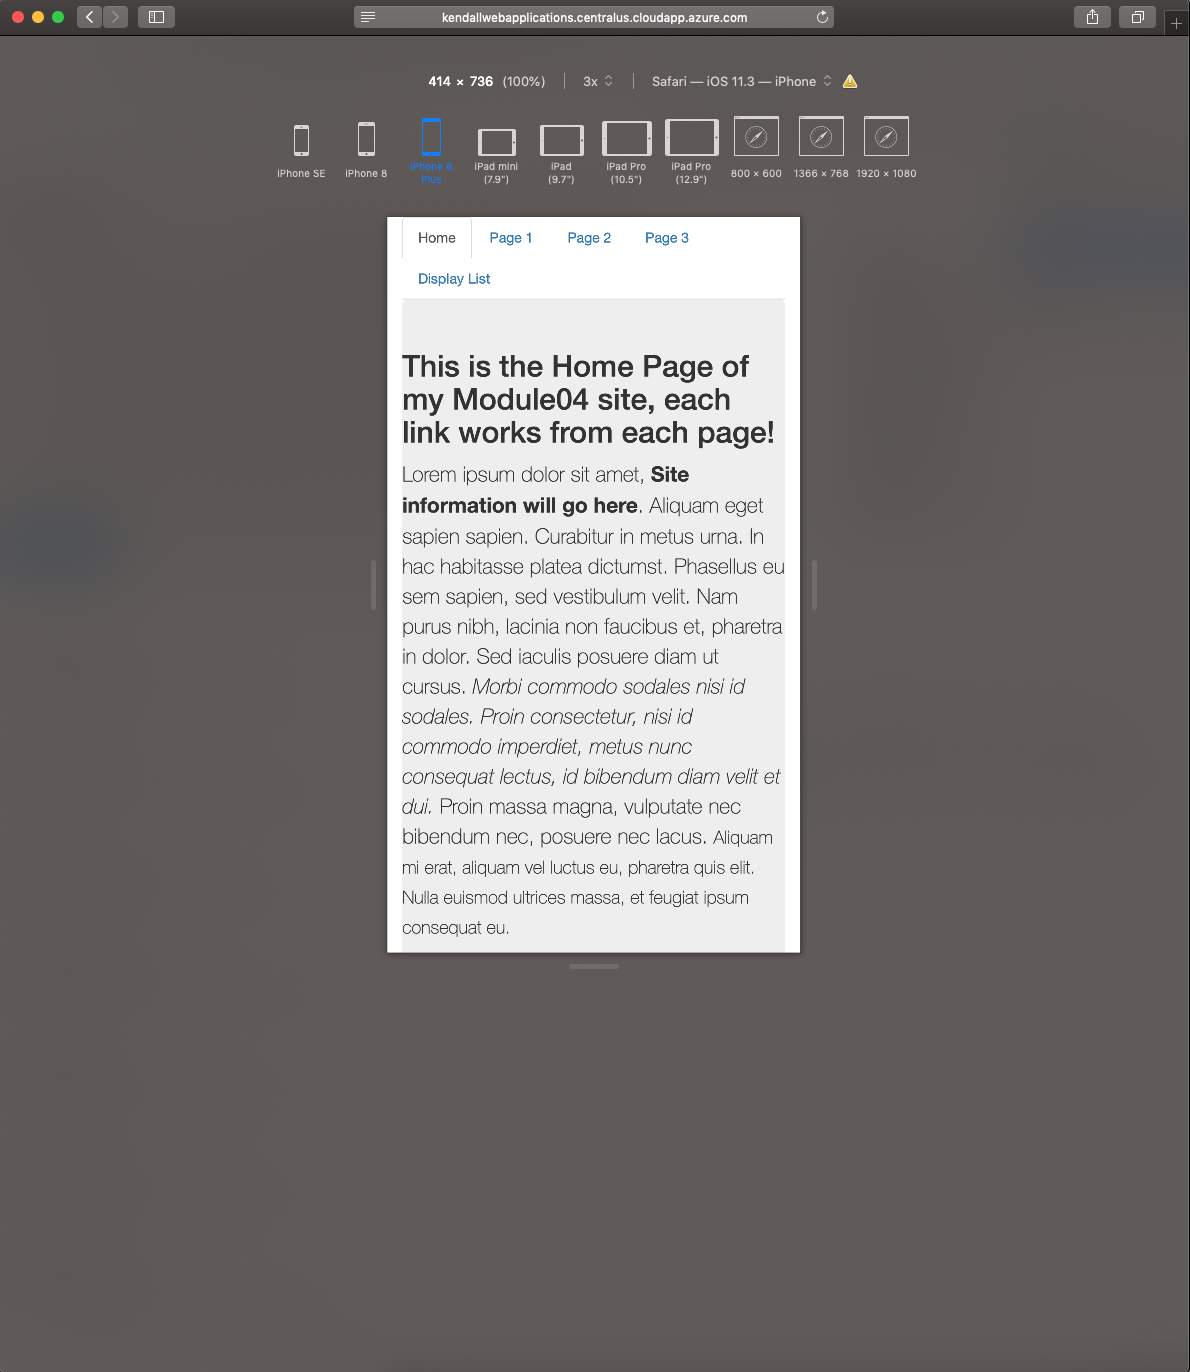 kendallwebapplications.centralus.cloudapp.azure.com
414 × 736 (100%) 3x Safari — iOS 11.3 — iPhone
iPhone SE
iPhone 8
iPhone 8
Plus
iPad mini
(7.9")
iPad
(9.7")
iPad Pro
(10.5")
iPad Pro
(12.9")
800 × 600
1366 × 768
1920 × 1080
Home Page 1 Page 2 Page 3
Display List
This is the Home Page of
my Module04 site, each
link works from each page!
Lorem ipsum dolor sit amet, Site
information will go here. Aliquam eget
sapien sapien. Curabitur in metus urna. In
hac habitasse platea dictumst. Phasellus eu
sem sapien, sed vestibulum velit. Nam
purus nibh, lacinia non faucibus et, pharetra
in dolor. Sed iaculis posuere diam ut
cursus. Morbi commodo sodales nisi id
sodales. Proin consectetur, nisi id
commodo imperdiet, metus nunc
consequat lectus, id bibendum diam velit et
dui. Proin massa magna, vulputate nec
bibendum nec, posuere nec lacus. Aliquam
mi erat, aliquam vel luctus eu, pharetra quis elit.
Nulla euismod ultrices massa, et feugiat ipsum
consequat eu.